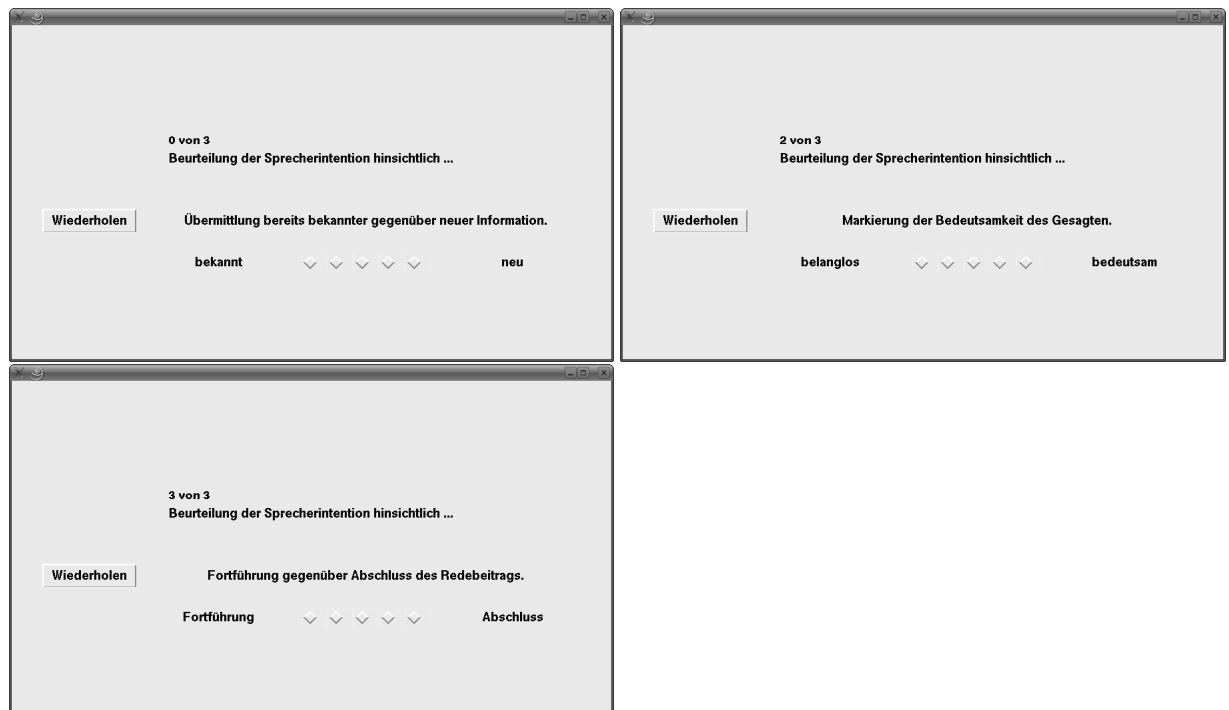 0 von 3
Beurteilung der Sprecherintention hinsichtlich ...
Wiederholen Übermittlung bereits bekannter gegenüber neuer Information.
bekannt neu
2 von 3
Beurteilung der Sprecherintention hinsichtlich ...
Wiederholen Markierung der Bedeutsamkeit des Gesagten.
belanglos bedeutsam
3 von 3
Beurteilung der Sprecherintention hinsichtlich ...
Wiederholen Fortführung gegenüber Abschluss des Redebeitrags.
Fortführung Abschluss